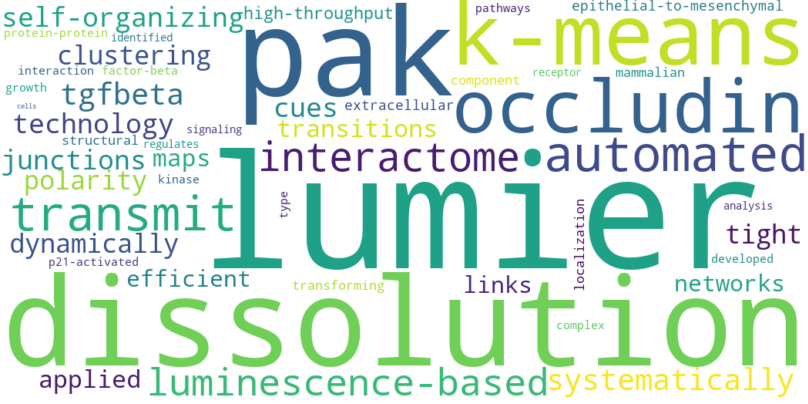 self-organizing high-throughput pathways epithelial-to-mesenchymal
protein-protein identified
pak k-means
clustering
interaction factor-beta component receptor mammalian
growth tgfbeta cues extracellular occludin
cells
technology signaling transitions
structural regulates
junctions maps interactome automated
polarity kinase
lumier
transmit type localization analysis
dynamically tight
p21-activated developed
efficient transforming links networks
dissolution
complex
applied luminescence-based systematically